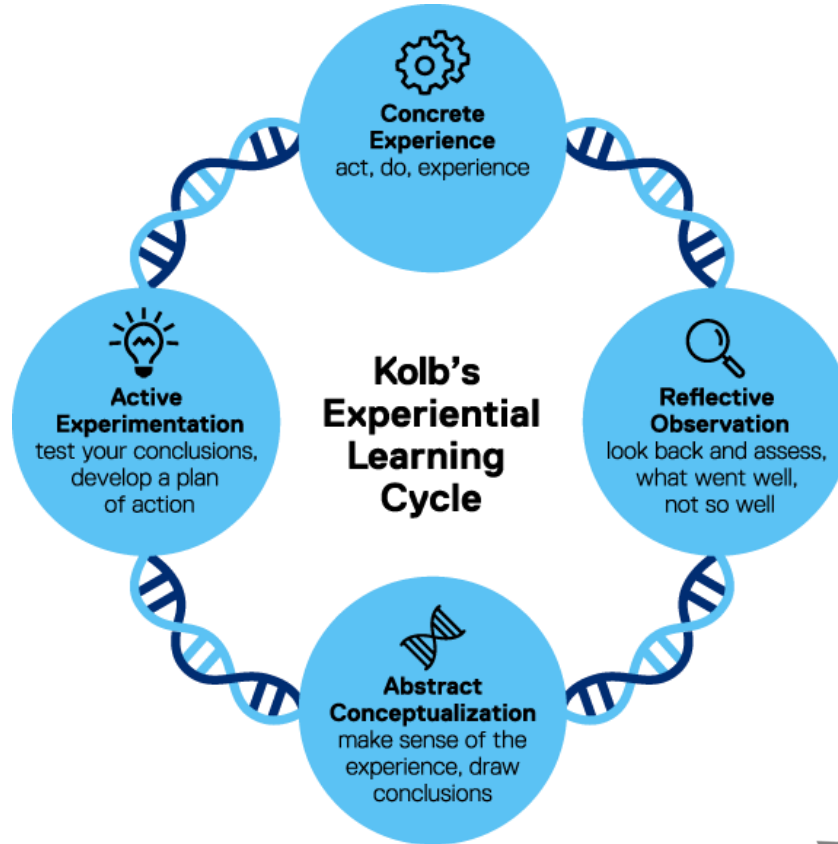 Concrete
Experience
act, do, experience
Kolb's
Experiential
Learning
Cycle
Reflective
Observation
look back and assess,
what went well,
not so well
Abstract
Conceptualization
make sense of the
experience, draw
conclusions
Active
Experimentation
test your conclusions,
develop a plan
of action